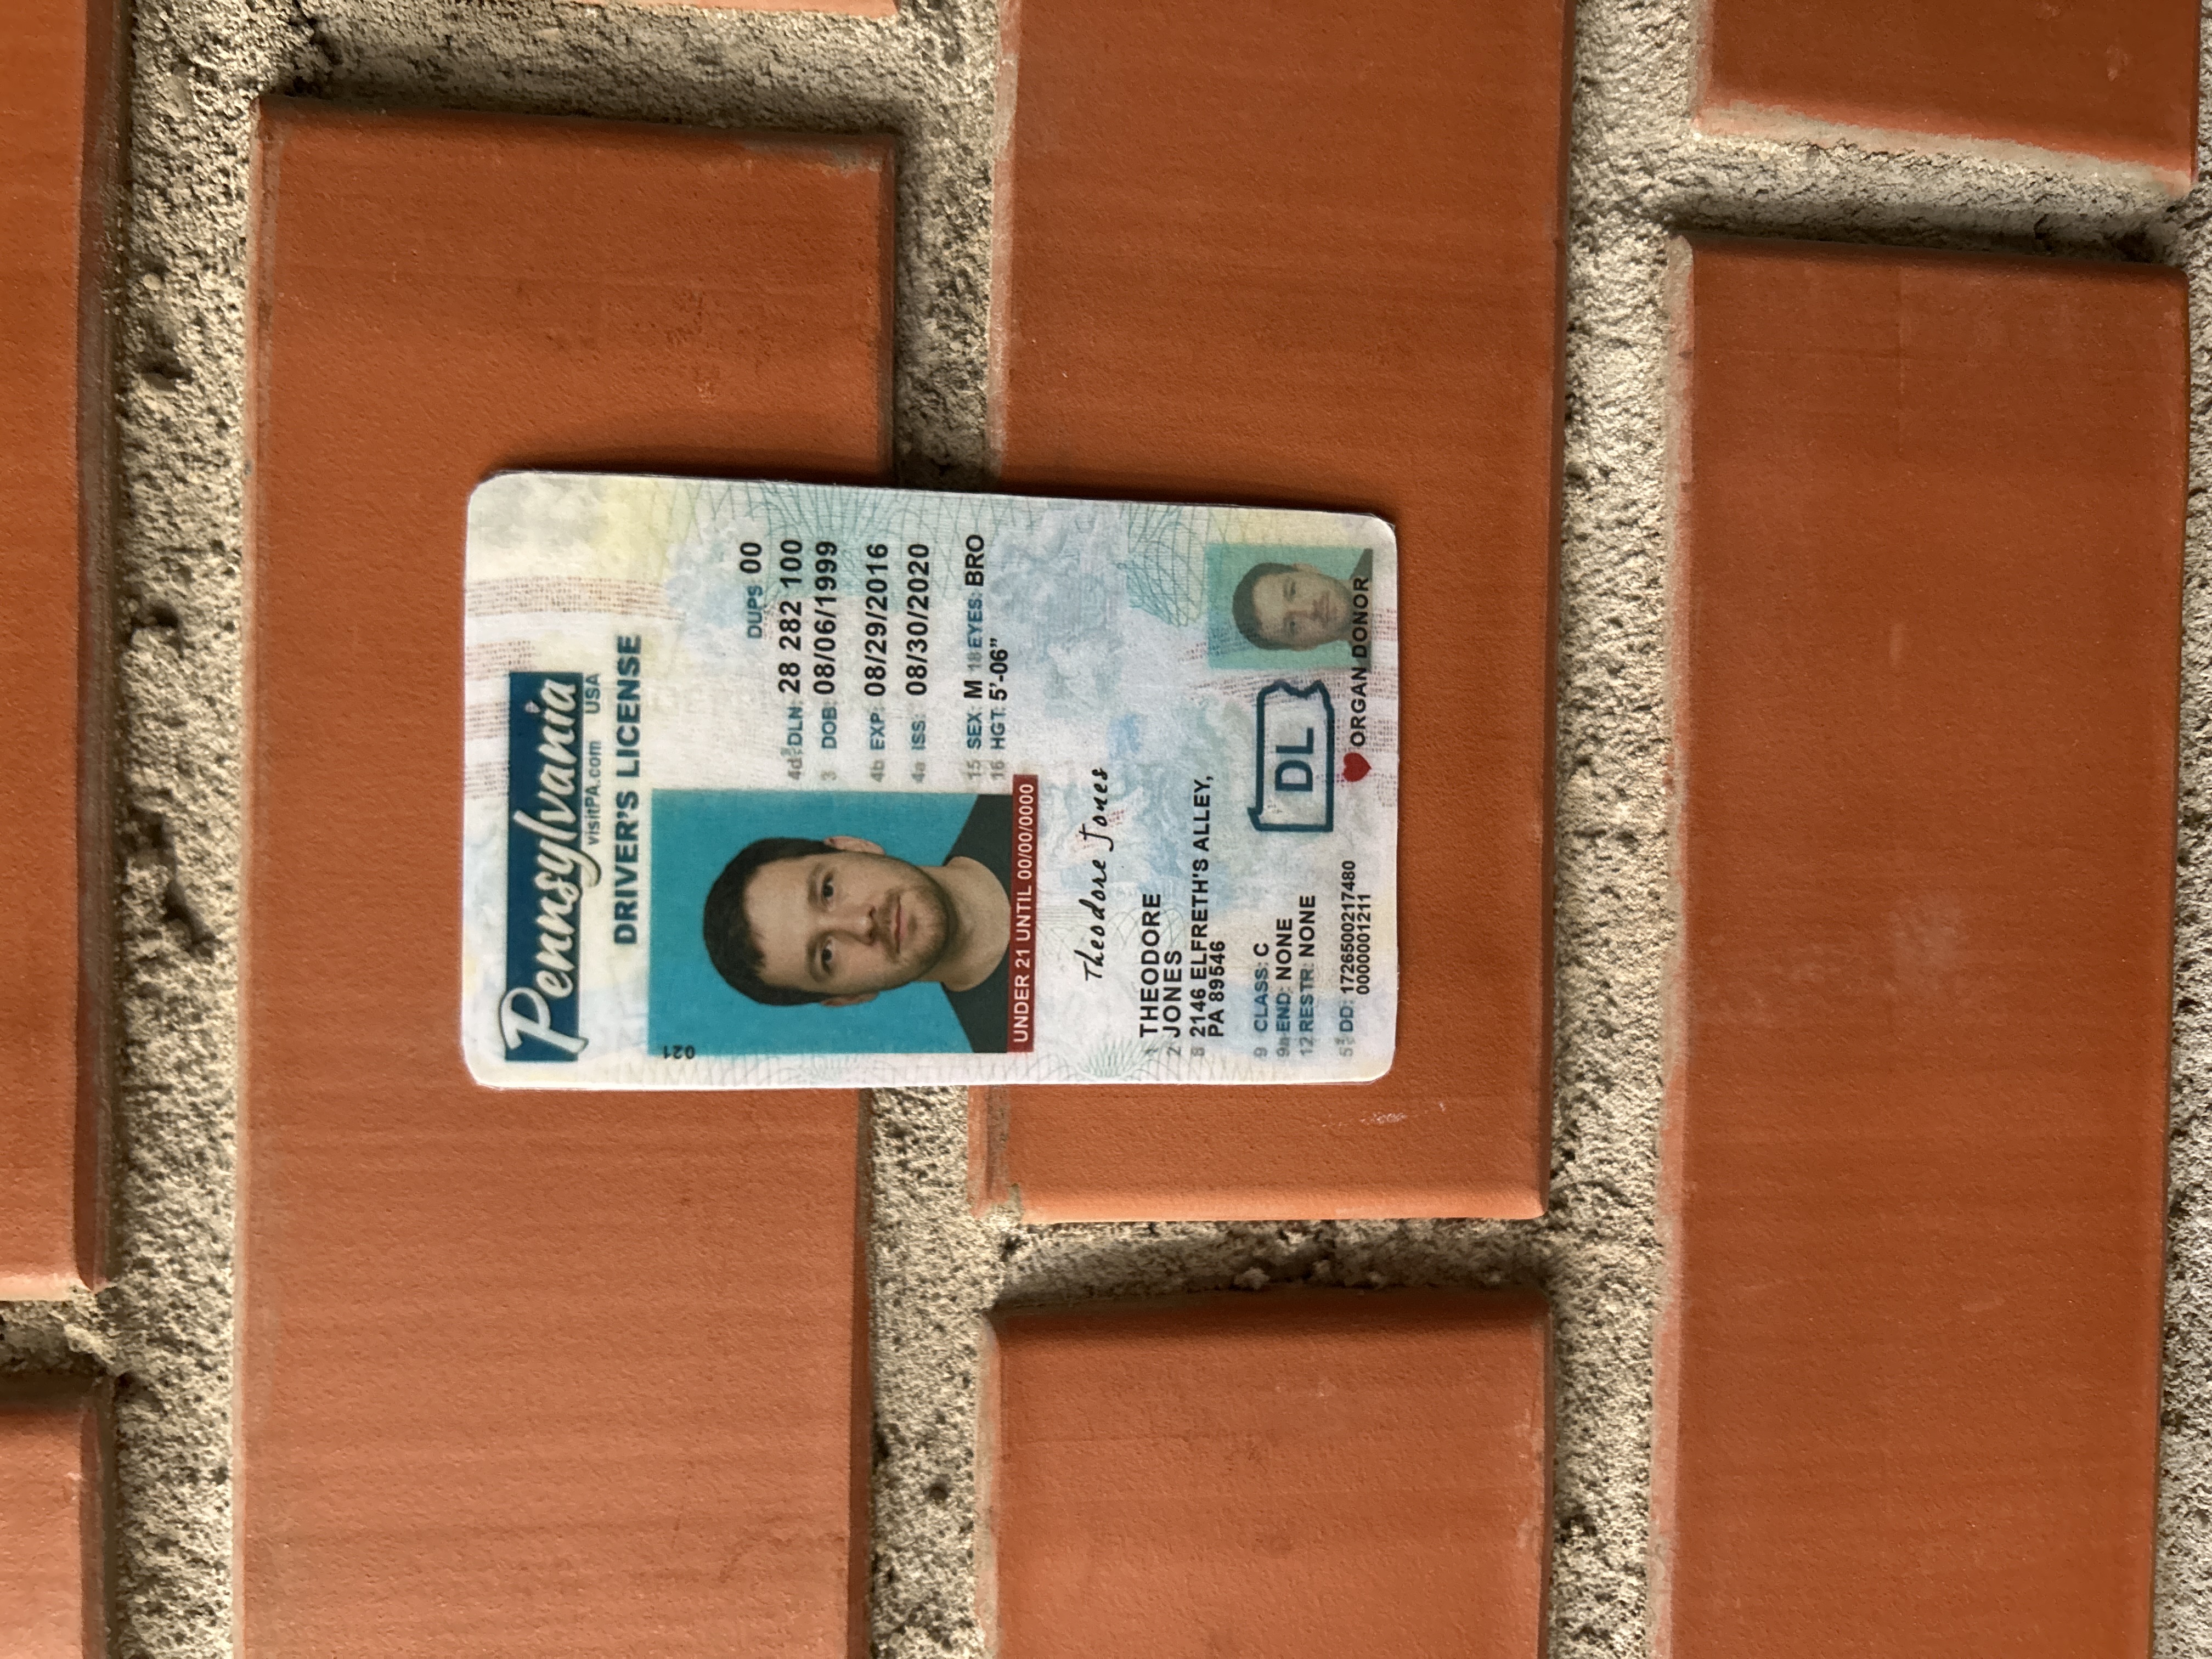 Pennsylvania
visitPA.com USA
DRIVER'S LICENSE
021
DUPS 00
4d DLN: 28 282 100
3 DOB: 08/06/1999
4b EXP: 08/29/2016
4a ISS: 08/30/2020
15 SEX: M 18 EYES: BRO
16 HGT: 5'-06"
UNDER 21 UNTIL 00/00/0000
Theodore Jones
1 THEODORE
2 JONES
8 2146 ELFRETH'S ALLEY,
PA 89546
9 CLASS: C
9a END: NONE
12 RESTR: NONE
5 DD: 1726500217480
0000001211
DL
ORGAN DONOR